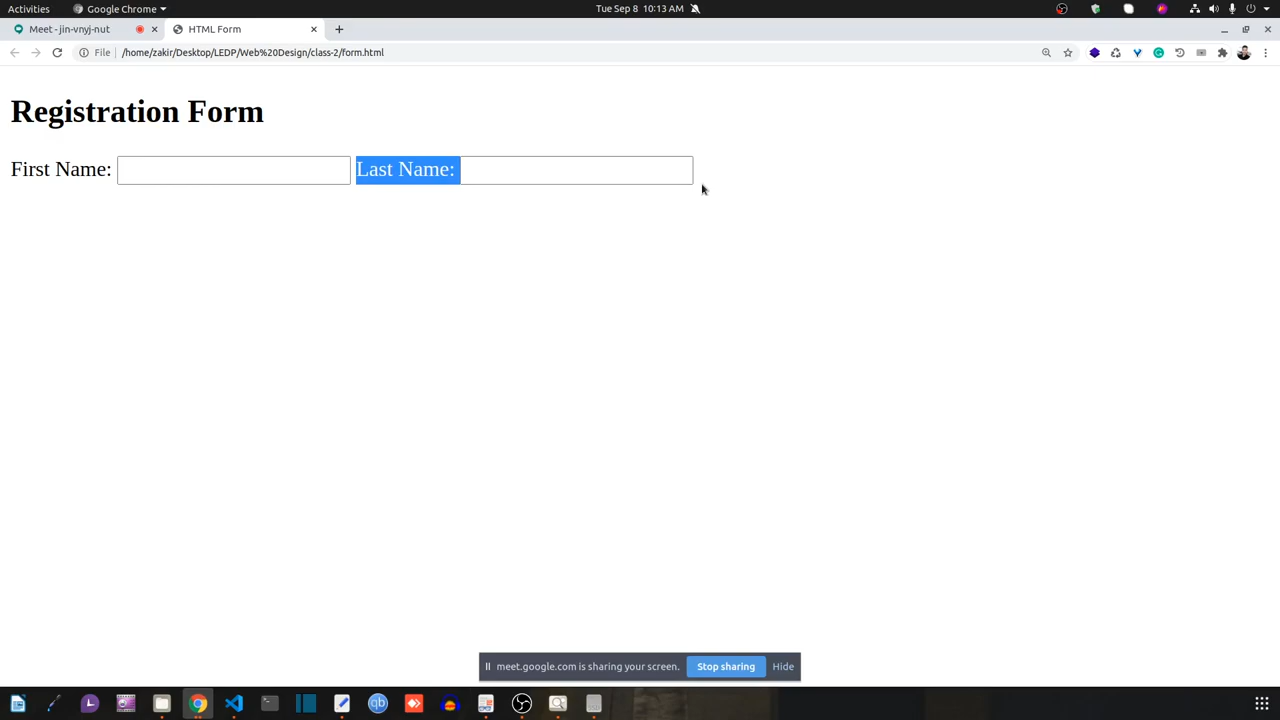 Activities Google Chrome Tue Sep 8 10:13 AM
Meet - jin-vnyj-nut HTML Form
File /home/zakir/Desktop/LEDP/Web%20Design/class-2/form.html
Registration Form
First Name: Last Name:
meet.google.com is sharing your screen. Stop sharing Hide
qb